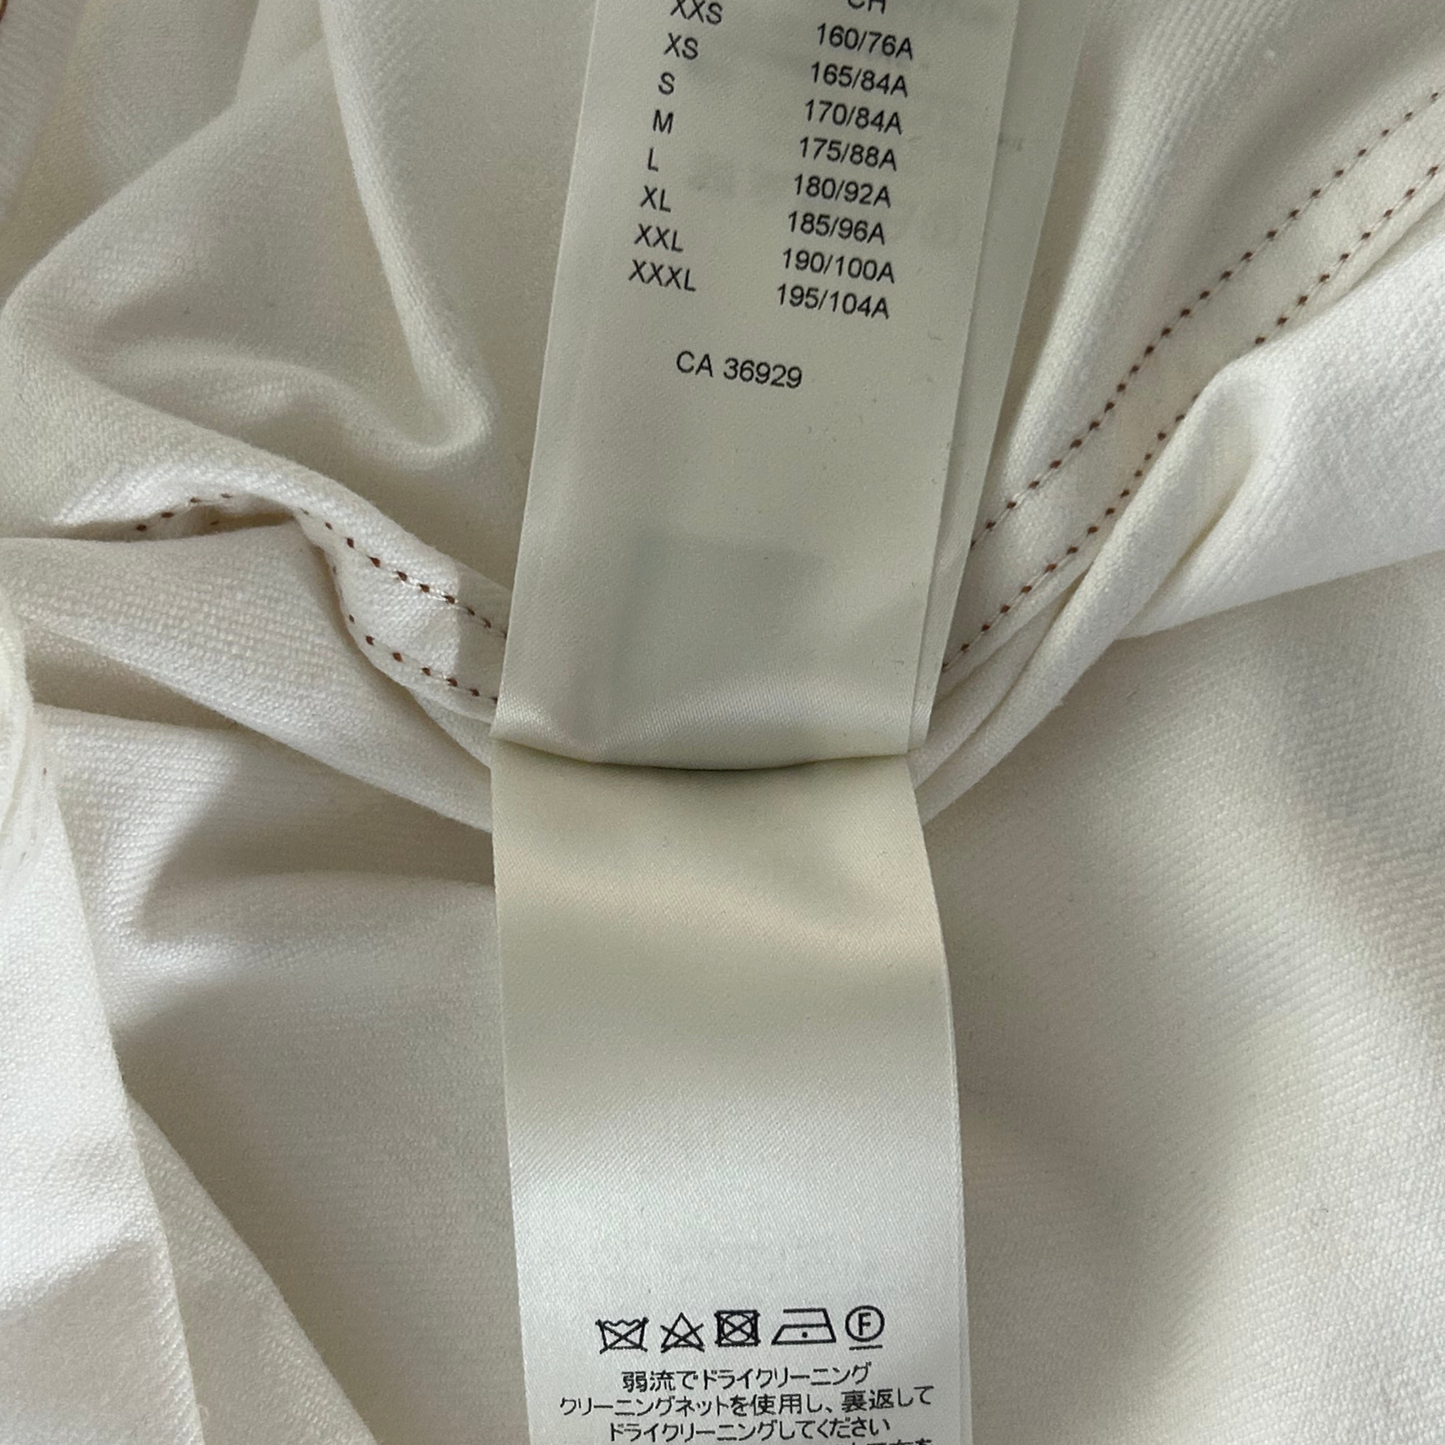 XXS CH
XS 160/76A
S 165/84A
M 170/84A
L 175/88A
XL 180/92A
XXL 185/96A
XXXL 190/100A
195/104A
CA 36929
F
弱流でドライクリーニング
クリーニングネットを使用し、裏返して
ドライクリーニングしてください